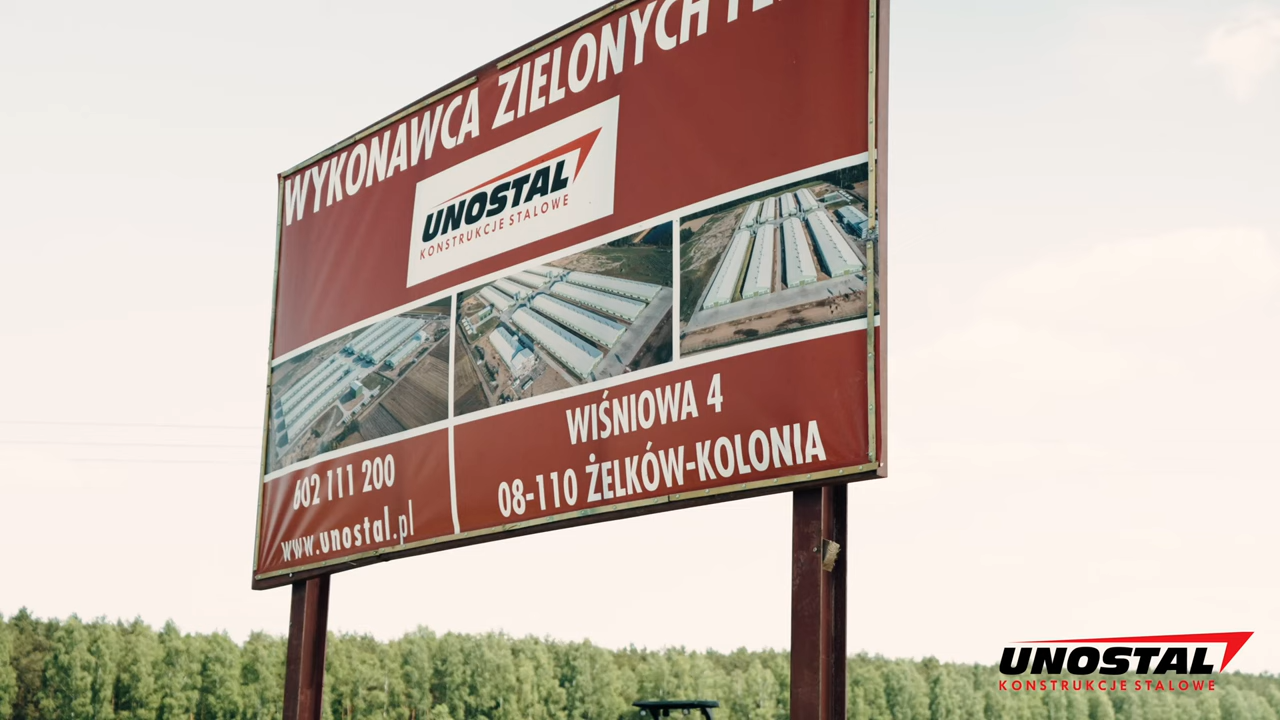 WYKONAWCA ZIELONYCH
UNOSTAL
KONSTRUKCJE STALOWE
602 111 200
www.unostal.pl
WIŚNIOWA 4
08-110 ŻELKÓW-KOLONIA
UNOSTAL
KONSTRUKCJE STALOWE